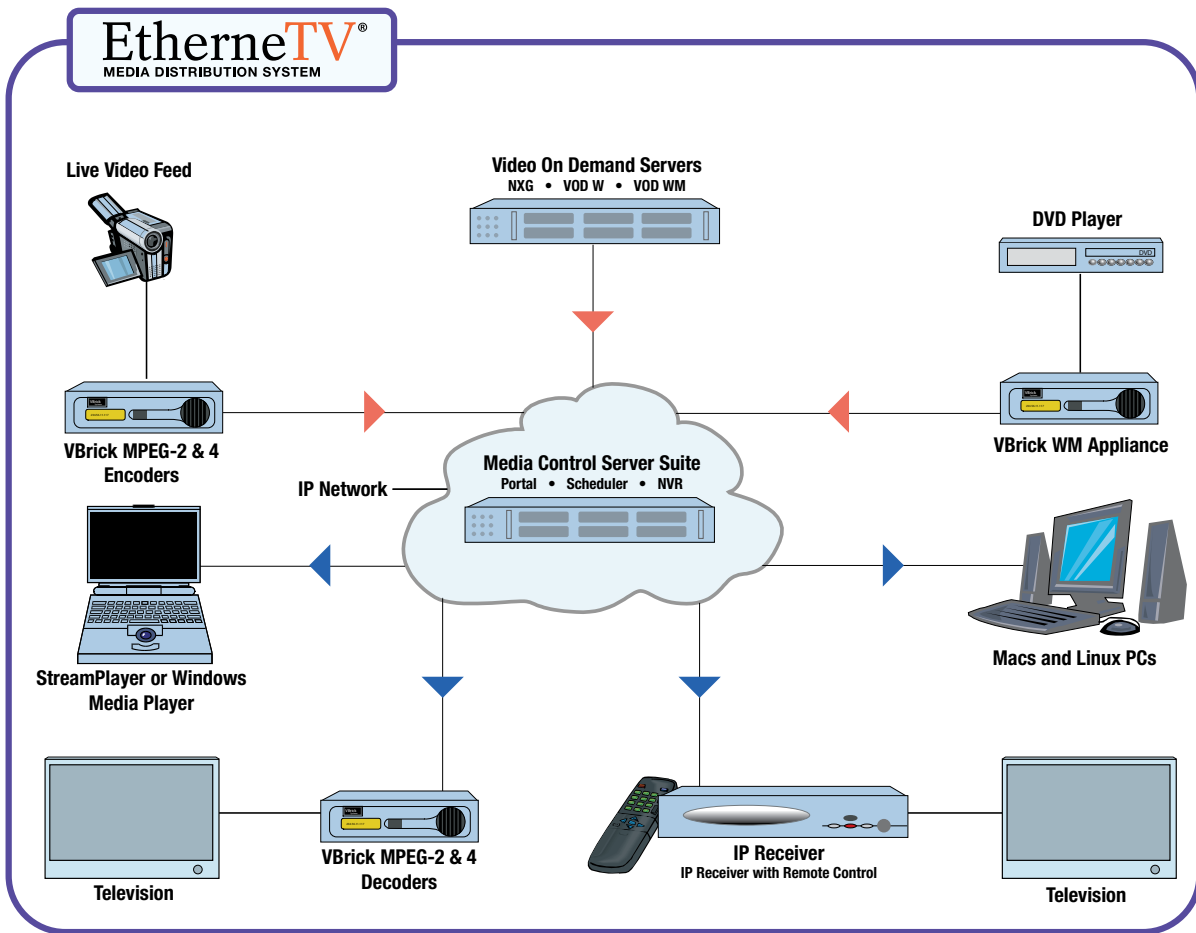 EtherneTV®
MEDIA DISTRIBUTION SYSTEM
Live Video Feed
Video On Demand Servers
NXG • VOD W • VOD WM
DVD Player
DVD
VBrick
VBrick
VBrick MPEG-2 & 4
Encoders
VBrick WM Appliance
Media Control Server Suite
Portal • Scheduler • NVR
IP Network
StreamPlayer or Windows
Media Player
Macs and Linux PCs
VBrick
VBrick MPEG-2 & 4
Decoders
IP Receiver
IP Receiver with Remote Control
Television
Television